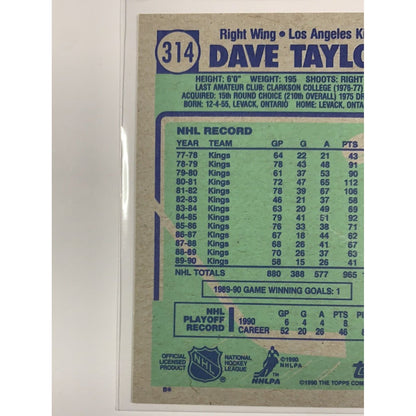 314
Right Wing • Los Angeles Ki
DAVE TAYLO
HEIGHT: 6'0" WEIGHT: 195 SHOOTS: RIGHT
LAST AMATEUR CLUB: CLARKSON COLLEGE (1976-77)
ACQUIRED: 15th ROUND CHOICE (210th OVERALL) 1975 DR
BORN: 12-4-55, LEVACK, ONTARIO HOME: LEVACK, ONT
NHL RECORD
YEAR TEAM GP G A PTS
77-78 Kings 64 22 21 43
78-79 Kings 78 43 48 91
79-80 Kings 61 37 53 90
80-81 Kings 72 47 65 112
81-82 Kings 78 39 67 106
82-83 Kings 46 21 37 58
83-84 Kings 63 20 49 69
84-85 Kings 79 41 51 92
85-86 Kings 76 33 38 71
86-87 Kings 67 18 44 62
87-88 Kings 68 26 41 67
88-89 Kings 70 26 37 63
89-90 Kings 58 15 26 41
NHL TOTALS 880 388 577 965
1989-90 GAME WINNING GOALS: 1
NHL PLAYOFF RECORD
GP G A PTS
1990 6 4 4 8
CAREER 52 20 26 46
OFFICIAL LICENSED PRODUCT
NHL
NATIONAL HOCKEY LEAGUE
NHLPA
©1990 NHLPA
©1990 THE TOPPS COM